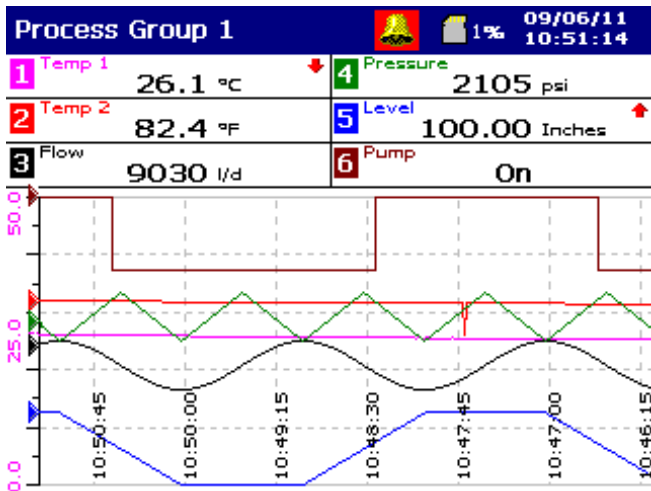 Process Group 1
1%
09/06/11
10:51:14
1 Temp 1
26.1 °C
4 Pressure
2105 psi
2 Temp 2
82.4 °F
5 Level
100.00 Inches
3 Flow
9030 l/d
6 Pump
On
50.0
25.0
0.0
10:50:45
10:50:00
10:49:15
10:48:30
10:47:45
10:47:00
10:46:15